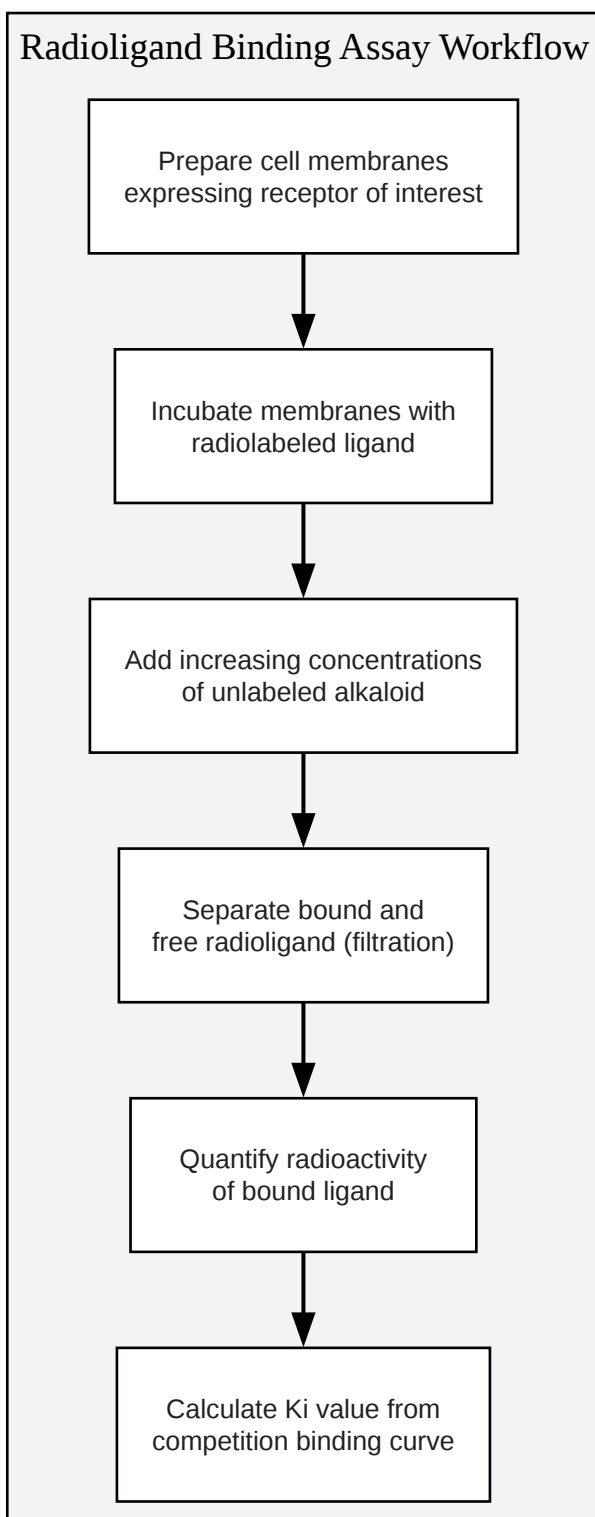 Radioligand Binding Assay Workflow
Prepare cell membranes
expressing receptor of interest
Incubate membranes with
radiolabeled ligand
Add increasing concentrations
of unlabeled alkaloid
Separate bound and
free radioligand (filtration)
Quantify radioactivity
of bound ligand
Calculate Ki value from
competition binding curve